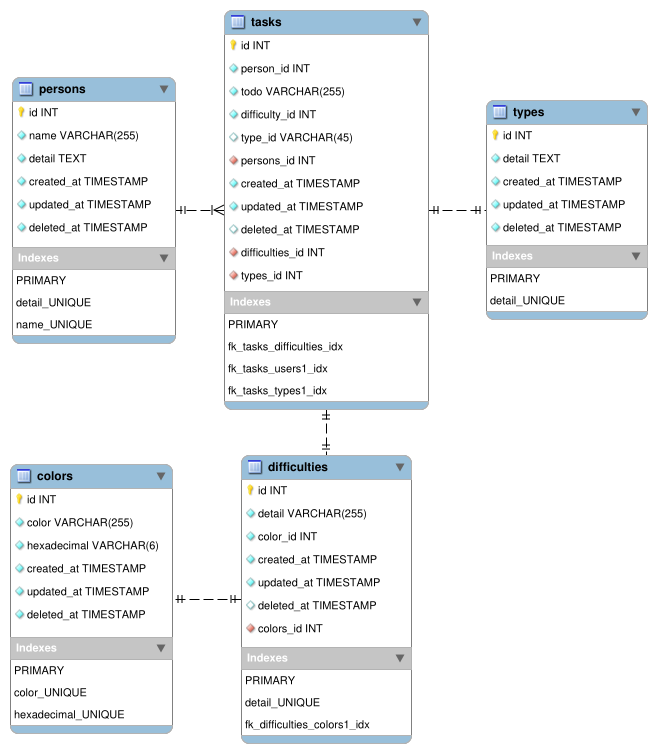 tasks
id INT
person_id INT
todo VARCHAR(255)
difficulty_id INT
type_id VARCHAR(45)
persons_id INT
created_at TIMESTAMP
updated_at TIMESTAMP
deleted_at TIMESTAMP
difficulties_id INT
types_id INT
Indexes
PRIMARY
fk_tasks_difficulties_idx
fk_tasks_users1_idx
fk_tasks_types1_idx
persons
id INT
name VARCHAR(255)
detail TEXT
created_at TIMESTAMP
updated_at TIMESTAMP
deleted_at TIMESTAMP
Indexes
PRIMARY
detail_UNIQUE
name_UNIQUE
types
id INT
detail TEXT
created_at TIMESTAMP
updated_at TIMESTAMP
deleted_at TIMESTAMP
Indexes
PRIMARY
detail_UNIQUE
colors
id INT
color VARCHAR(255)
hexadecimal VARCHAR(6)
created_at TIMESTAMP
updated_at TIMESTAMP
deleted_at TIMESTAMP
Indexes
PRIMARY
color_UNIQUE
hexadecimal_UNIQUE
difficulties
id INT
detail VARCHAR(255)
color_id INT
created_at TIMESTAMP
updated_at TIMESTAMP
deleted_at TIMESTAMP
colors_id INT
Indexes
PRIMARY
detail_UNIQUE
fk_difficulties_colors1_idx